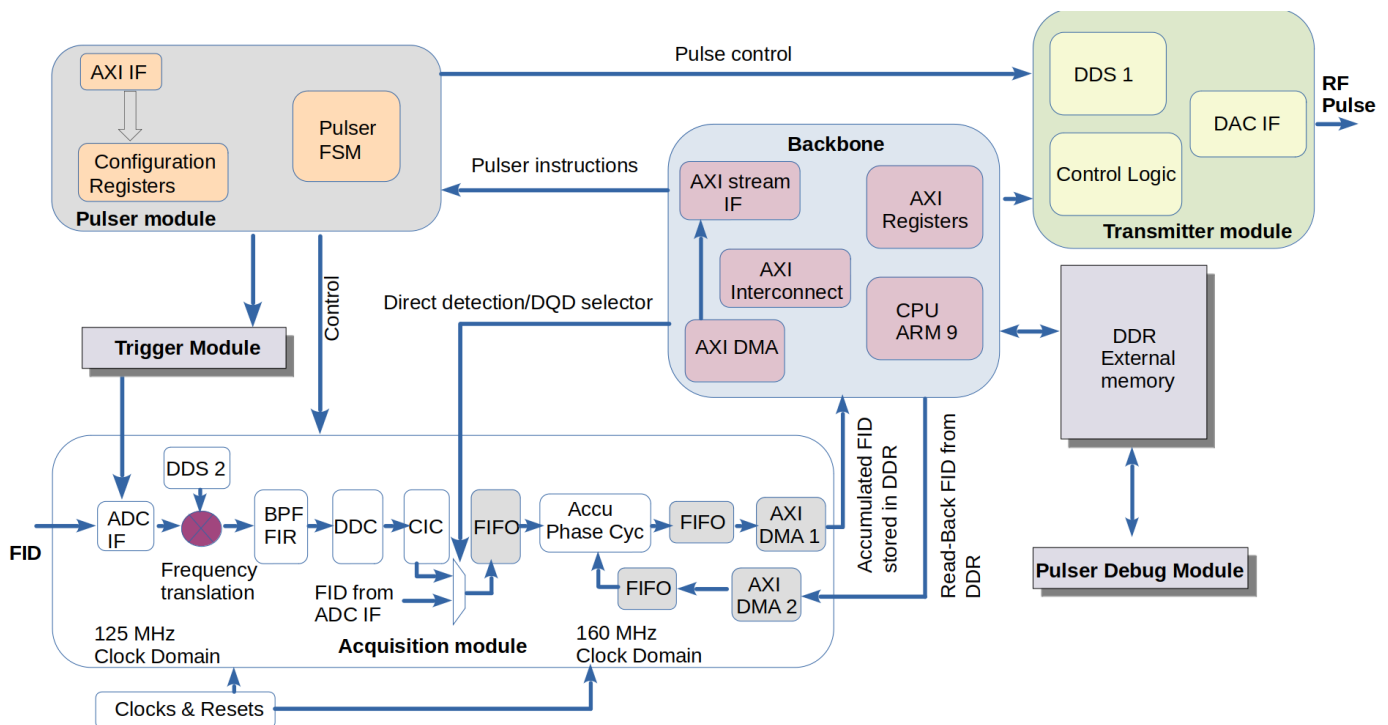 AXI IF
Configuration
Registers
Pulser
FSM
Pulser module
Pulse control
Pulser instructions
Backbone
AXI stream
IF
AXI
Registers
AXI
Interconnect
AXI DMA
CPU
ARM 9
DDS 1
DAC IF
Control Logic
Transmitter module
RF
Pulse
Trigger Module
Control
Direct detection/DQD selector
DDR
External
memory
Pulser Debug Module
FID
ADC
IF
DDS 2
Frequency
translation
BPF
FIR
DDC
CIC
FIFO
FID from
ADC IF
Accu
Phase Cyc
FIFO
AXI
DMA 1
FIFO
AXI
DMA 2
Accumulated FID
stored in DDR
Read-Back FID from
DDR
125 MHz
Clock Domain
Acquisition module
160 MHz
Clock Domain
Clocks & Resets